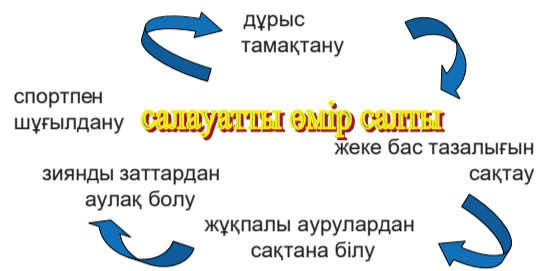 дұрыс
тамақтану
спортпен
шұғылдану
салауатты өмір салты
жеке бас тазалығын
сақтау
зиянды заттардан
аулақ болу
жұқпалы аурулардан
сақтана білу